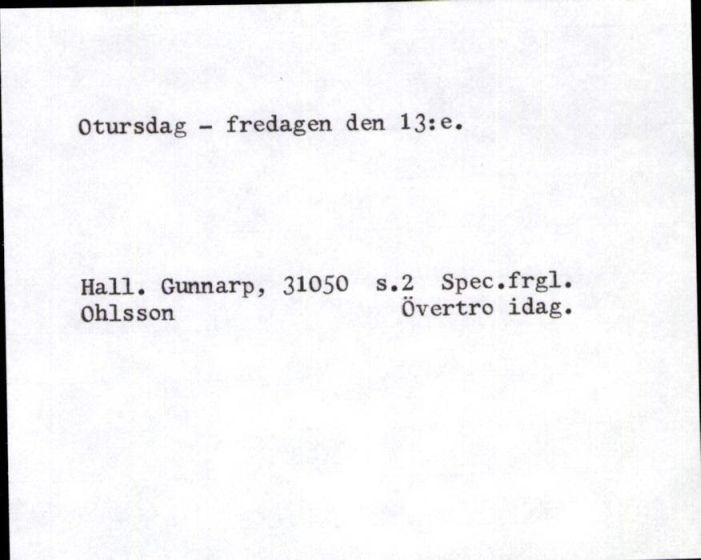 Otursdag - fredagen den 13:e.
Hall. Gunnarp, 31050 s.2 Spec.frgl.
Ohlsson Övertro idag.